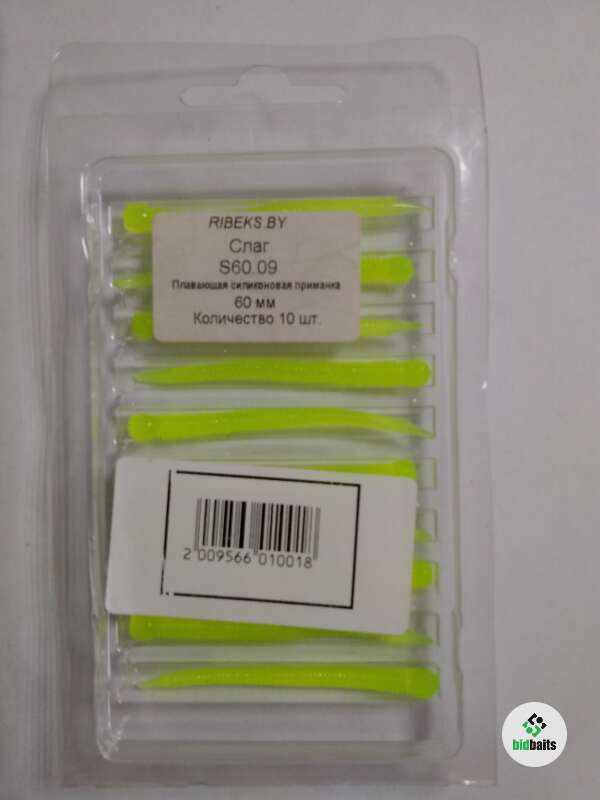 RIBEKS.BY
Слаг
S60.09
Плавающая силиконовая приманка
60 мм
Количество 10 шт.
2 009566 010018
bidbaits